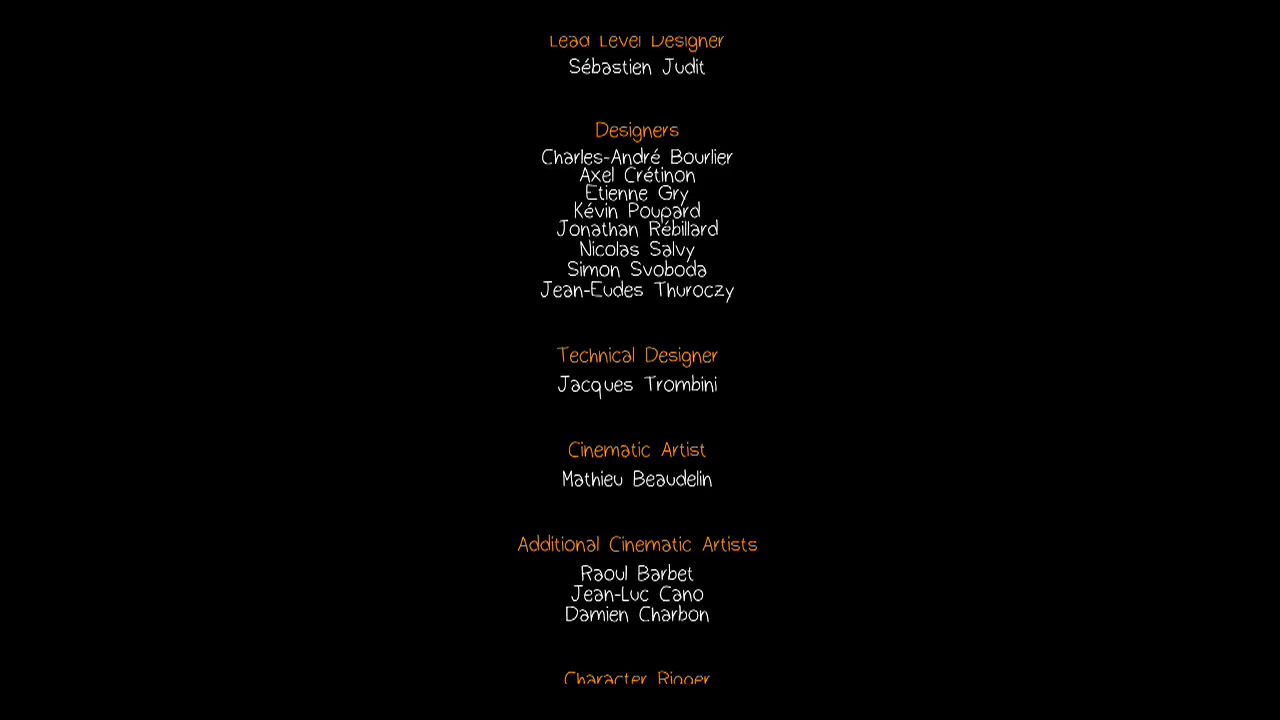 Lead Level Designer
Sébastien Judit
Designers
Charles-André Bourlier
Axel Crétinon
Etienne Gry
Kévin Poupard
Jonathan Rébillard
Nicolas Salvy
Simon Svoboda
Jean-Eudes Thuroczy
Technical Designer
Jacques Trombini
Cinematic Artist
Mathieu Beaudelin
Additional Cinematic Artists
Raoul Barbet
Jean-Luc Cano
Damien Charbon
Character Rigger